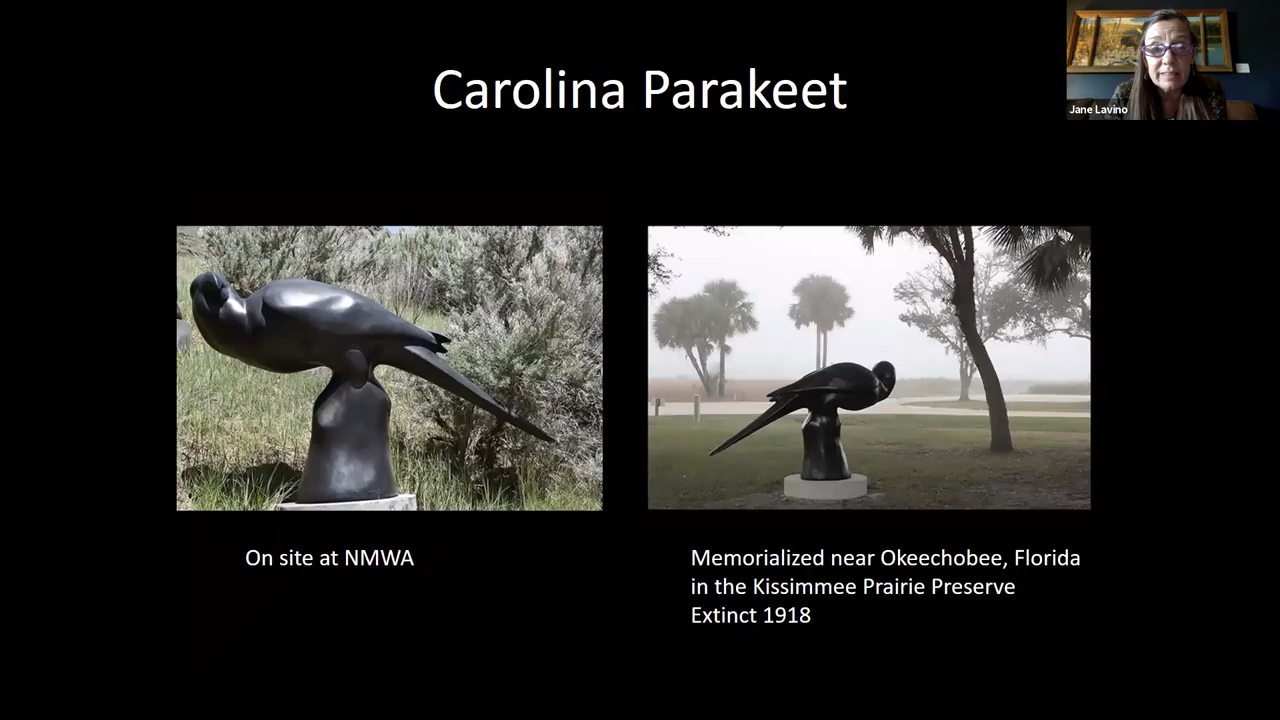 Carolina Parakeet
Jane Lavino
On site at NMWA
Memorialized near Okeechobee, Florida
in the Kissimmee Prairie Preserve
Extinct 1918